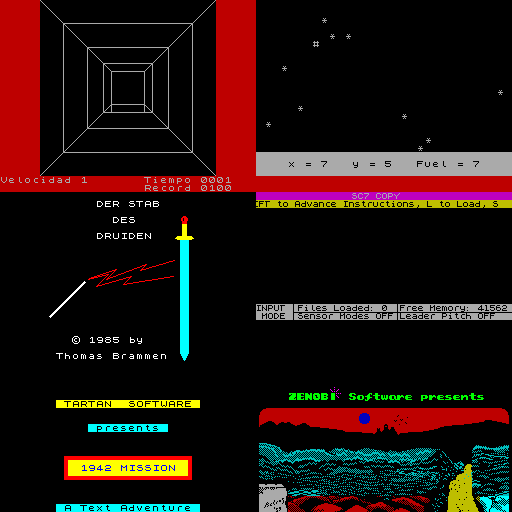 Velocidad 1 Tiempo 0001
Record 0100
x = 7 y = 5 Fuel = 7
SC7 COPY
IFT to Advance Instructions, L to Load, S
INPUT MODE Files Loaded: 0 Free Memory: 41562
Sensor Modes OFF Leader Pitch OFF
DER STAB
DES
DRUIDEN
© 1985 by
Thomas Brammen
TARTAN SOFTWARE
presents
1942 MISSION
A Text Adventure
ZENOBI Software presents